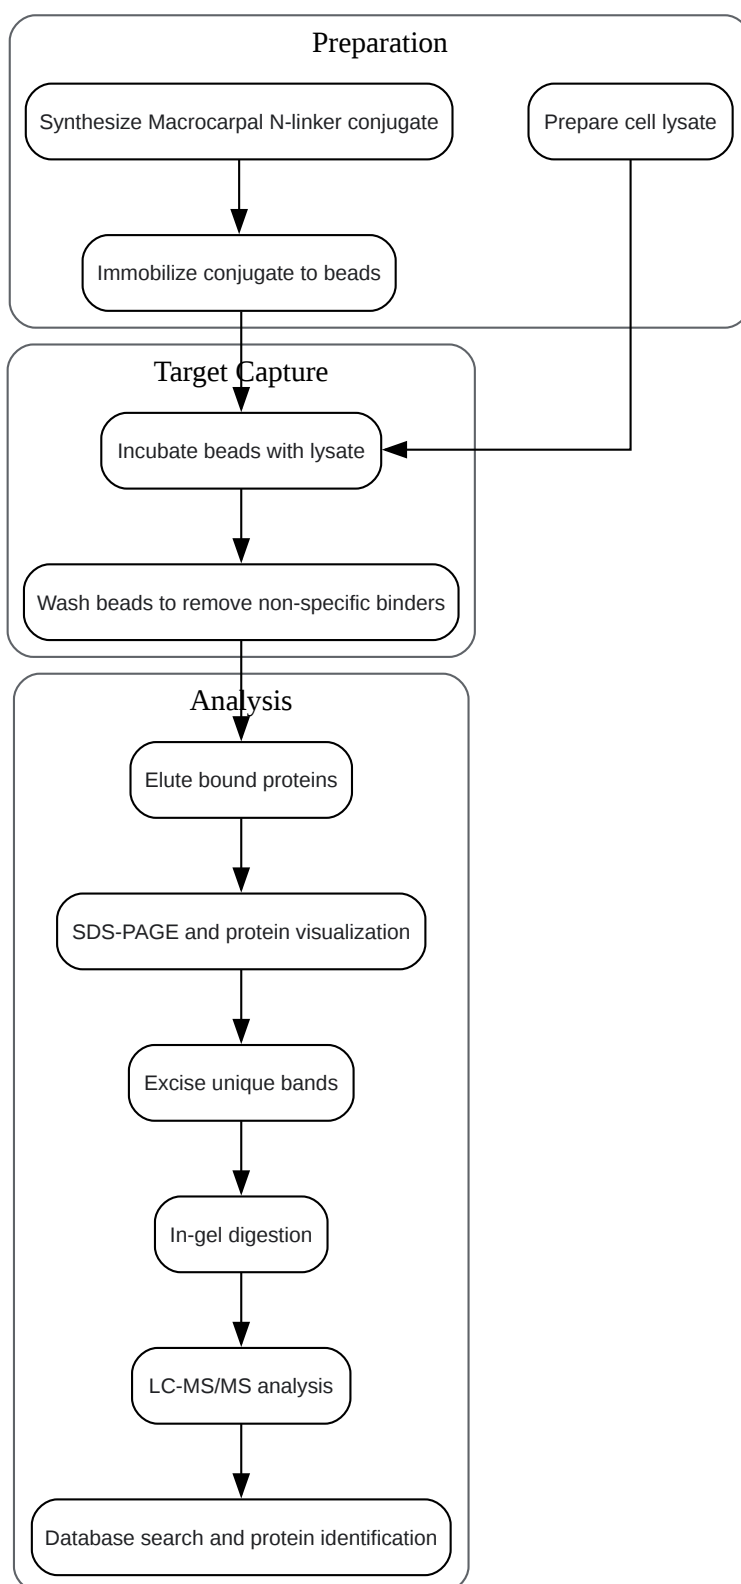 Preparation
Synthesize Macrocarpal N-linker conjugate
Prepare cell lysate
Immobilize conjugate to beads
Target Capture
Incubate beads with lysate
Wash beads to remove non-specific binders
Analysis
Elute bound proteins
SDS-PAGE and protein visualization
Excise unique bands
In-gel digestion
LC-MS/MS analysis
Database search and protein identification